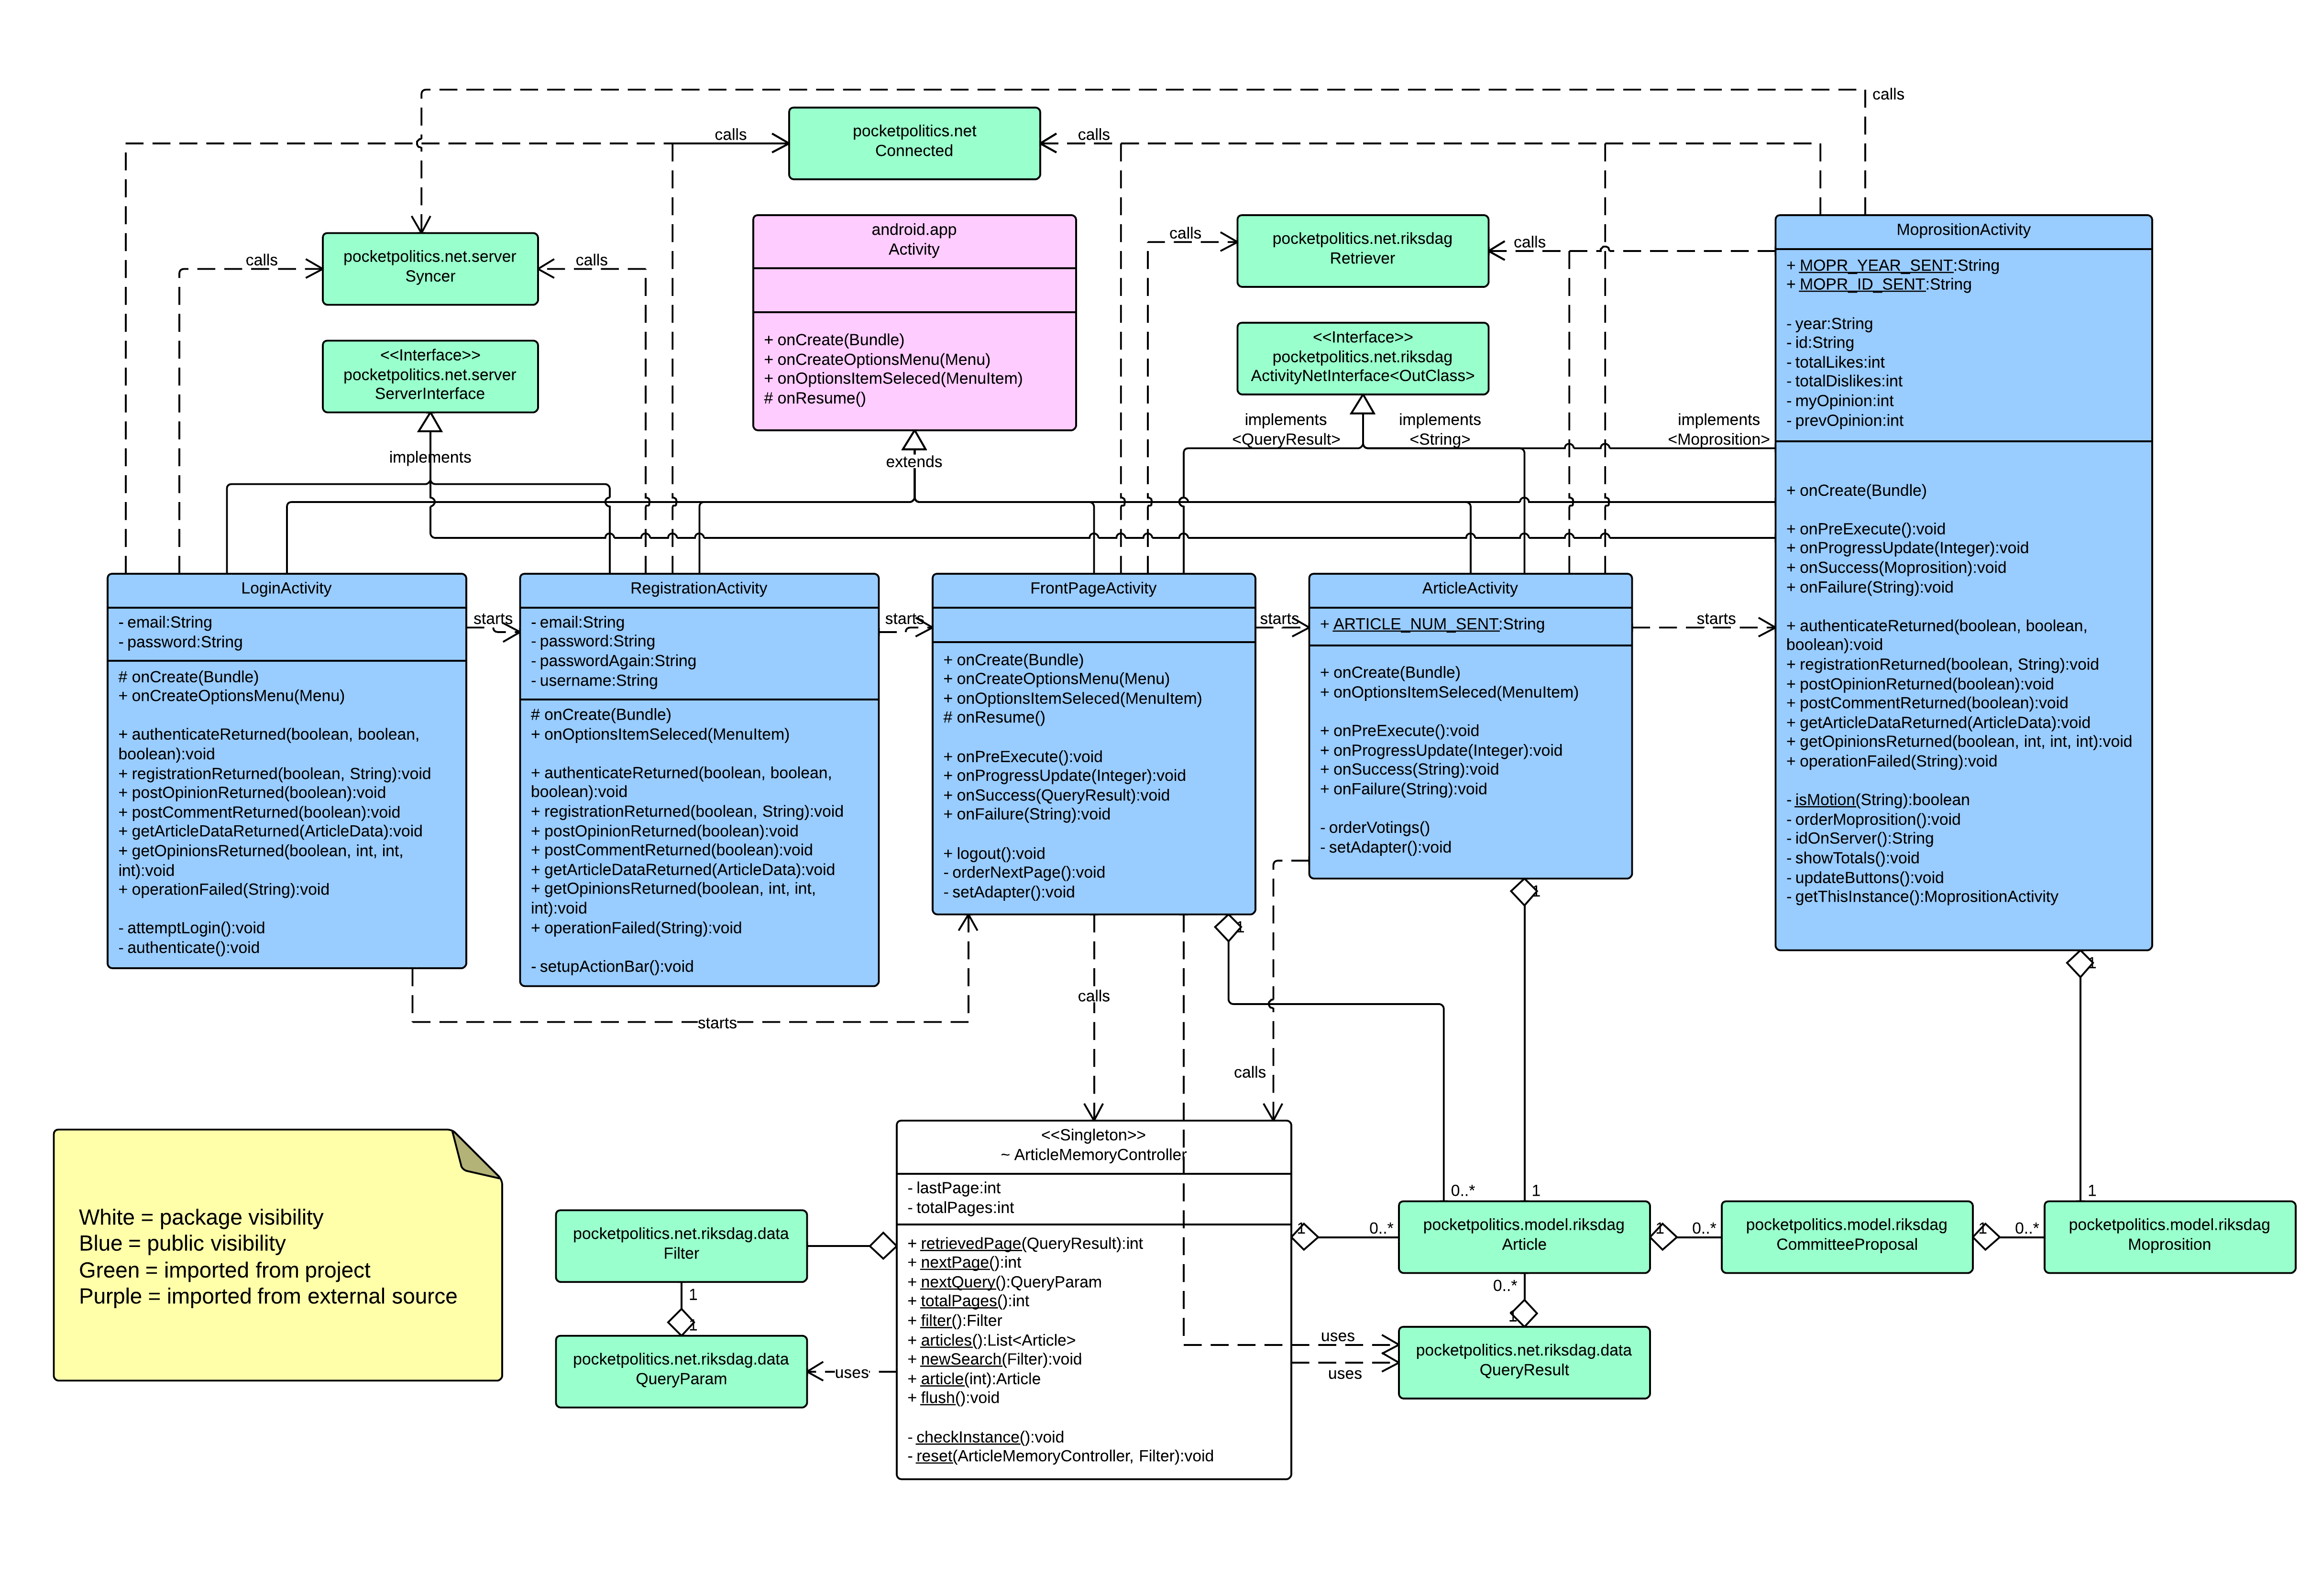 calls
calls
pocketpolitics.net
Connected
calls
calls
pocketpolitics.net.server
Syncer
calls
android.app
Activity
+ onCreate(Bundle)
+ onCreateOptionsMenu(Menu)
+ onOptionsItemSeleced(MenuItem)
# onResume()
calls
pocketpolitics.net.riksdag
Retriever
calls
<<Interface>>
pocketpolitics.net.server
ServerInterface
<<Interface>>
pocketpolitics.net.riksdag
ActivityNetInterface<OutClass>
implements
extends
implements
<QueryResult>
implements
<String>
implements
<Moprosition>
MoprositionActivity
+ MOPR_YEAR_SENT:String
+ MOPR_ID_SENT:String
- year:String
- id:String
- totalLikes:int
- totalDislikes:int
- myOpinion:int
- prevOpinion:int
+ onCreate(Bundle)
+ onPreExecute():void
+ onProgressUpdate(Integer):void
+ onSuccess(Moprosition):void
+ onFailure(String):void
+ authenticateReturned(boolean, boolean,
boolean):void
+ registrationReturned(boolean, String):void
+ postOpinionReturned(boolean):void
+ postCommentReturned(boolean):void
+ getArticleDataReturned(ArticleData):void
+ getOpinionsReturned(boolean, int, int, int):void
+ operationFailed(String):void
- isMotion(String):boolean
- orderMoprosition():void
- idOnServer():String
- showTotals():void
- updateButtons():void
- getThisInstance():MoprositionActivity
LoginActivity
- email:String
- password:String
# onCreate(Bundle)
+ onCreateOptionsMenu(Menu)
+ authenticateReturned(boolean, boolean,
boolean):void
+ registrationReturned(boolean, String):void
+ postOpinionReturned(boolean):void
+ postCommentReturned(boolean):void
+ getArticleDataReturned(ArticleData):void
+ getOpinionsReturned(boolean, int, int,
int):void
+ operationFailed(String):void
- attemptLogin():void
- authenticate():void
starts
RegistrationActivity
- email:String
- password:String
- passwordAgain:String
- username:String
# onCreate(Bundle)
+ onOptionsItemSeleced(MenuItem)
+ authenticateReturned(boolean, boolean,
boolean):void
+ registrationReturned(boolean, String):void
+ postOpinionReturned(boolean):void
+ postCommentReturned(boolean):void
+ getArticleDataReturned(ArticleData):void
+ getOpinionsReturned(boolean, int, int,
int):void
+ operationFailed(String):void
- setupActionBar():void
starts
FrontPageActivity
+ onCreate(Bundle)
+ onCreateOptionsMenu(Menu)
+ onOptionsItemSeleced(MenuItem)
# onResume()
+ onPreExecute():void
+ onProgressUpdate(Integer):void
+ onSuccess(QueryResult):void
+ onFailure(String):void
+ logout():void
- orderNextPage():void
- setAdapter():void
starts
ArticleActivity
+ ARTICLE_NUM_SENT:String
+ onCreate(Bundle)
+ onOptionsItemSeleced(MenuItem)
+ onPreExecute():void
+ onProgressUpdate(Integer):void
+ onSuccess(String):void
+ onFailure(String):void
- orderVotings()
- setAdapter():void
starts
1
1
1
starts
calls
calls
White = package visibility
Blue = public visibility
Green = imported from project
Purple = imported from external source
<<Singleton>>
~ ArticleMemoryController
- lastPage:int
- totalPages:int
+ retrievedPage(QueryResult):int
+ nextPage():int
+ nextQuery():QueryParam
+ totalPages():int
+ filter():Filter
+ articles():List<Article>
+ newSearch(Filter):void
+ article(int):Article
+ flush():void
- checkInstance():void
- reset(ArticleMemoryController, Filter):void
pocketpolitics.net.riksdag.data
Filter
1
1
pocketpolitics.net.riksdag.data
QueryParam
uses
0..*
1
1
1
0..*
pocketpolitics.model.riksdag
Article
1
0..*
pocketpolitics.model.riksdag
CommitteeProposal
1
0..*
pocketpolitics.model.riksdag
Moprosition
0..*
1
uses
uses
pocketpolitics.net.riksdag.data
QueryResult